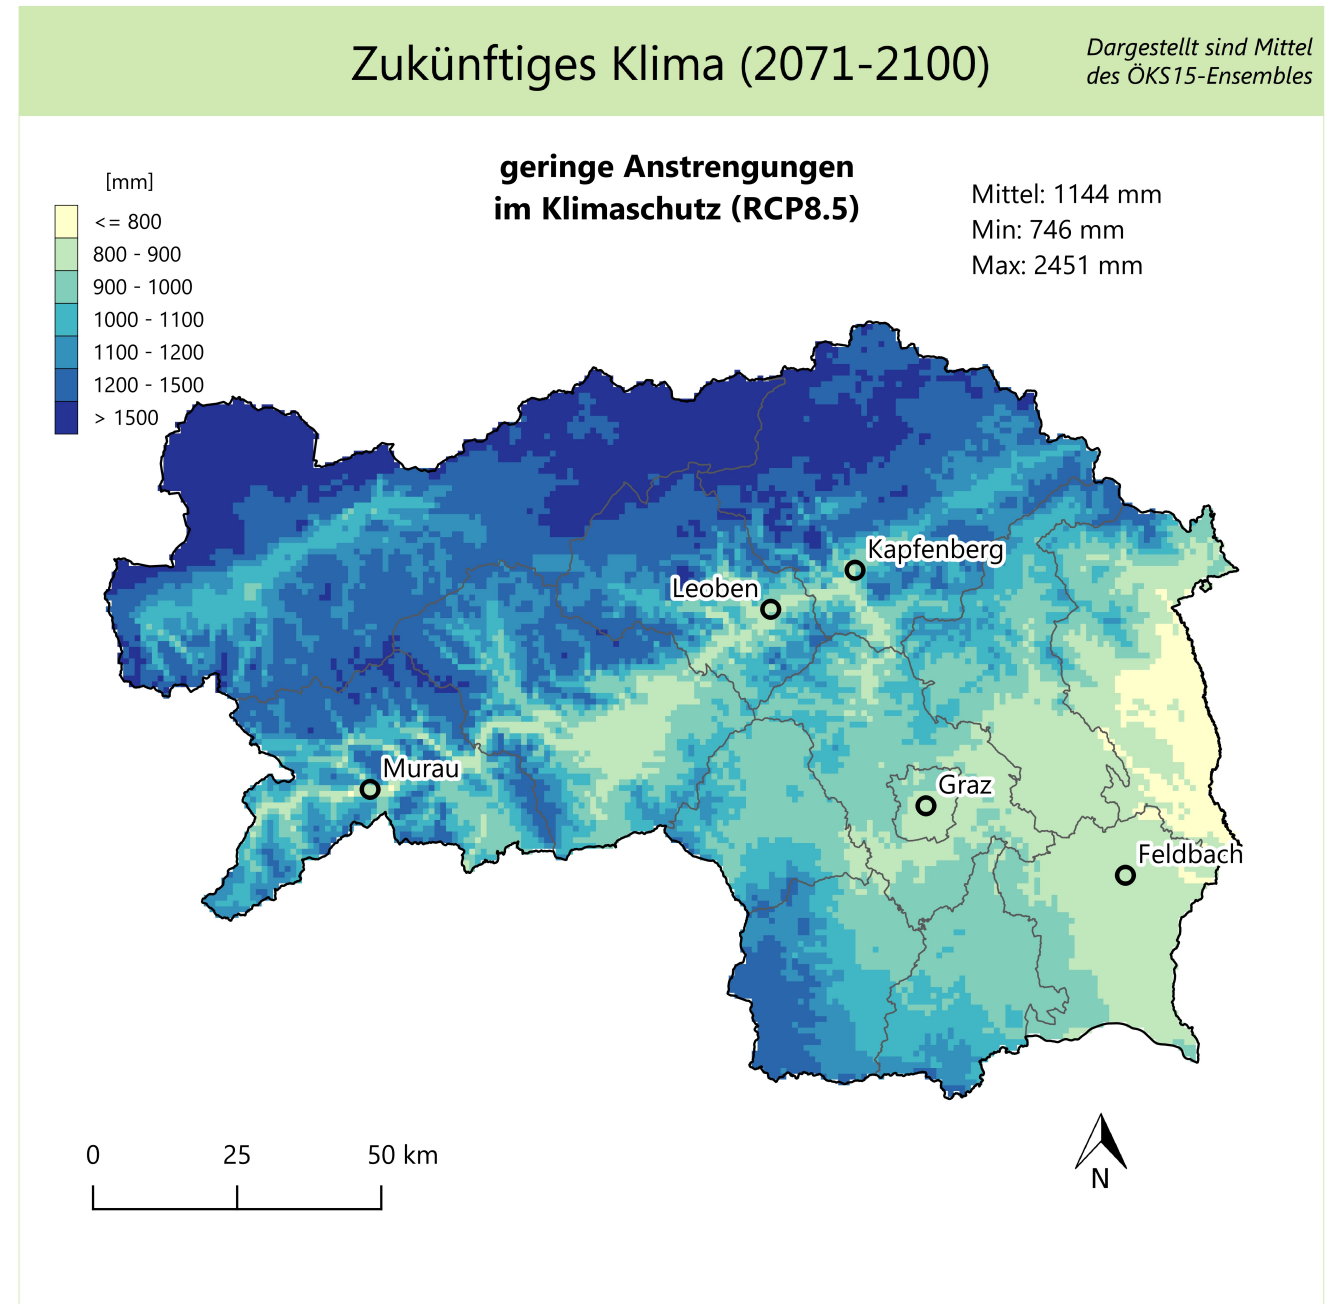 Zukünftiges Klima (2071-2100)
Dargestellt sind Mittel
des ÖKS15-Ensembles
geringe Anstrengungen
im Klimaschutz (RCP8.5)
Mittel: 1144 mm
Min: 746 mm
Max: 2451 mm
[mm]
<= 800
800 - 900
900 - 1000
1000 - 1100
1100 - 1200
1200 - 1500
> 1500
Kapfenberg
Leoben
Murau
Graz
Feldbach
0 25 50 km
N